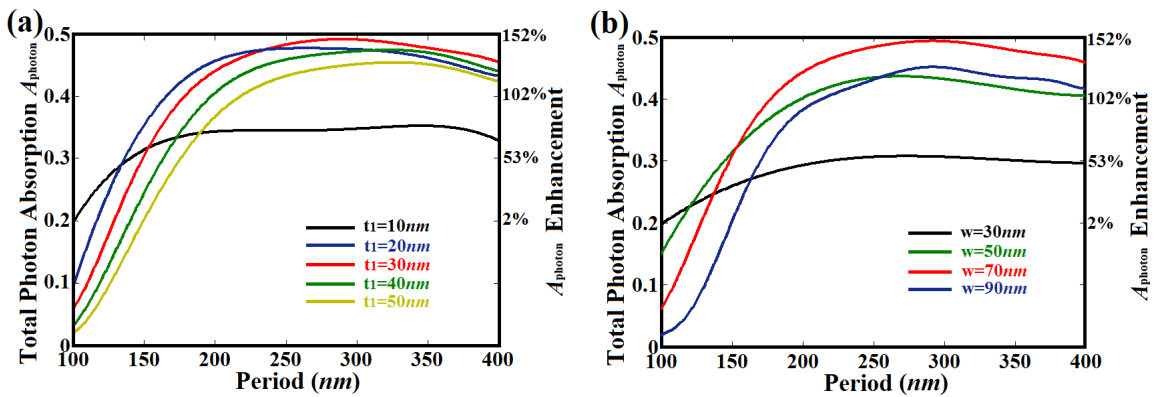 (a)
Total Photon Absorption Aphoton
0.5
0.4
0.3
0.2
0.1
0
152%
102%
53%
2%
Aphoton Enhancement
t1=10nm
t1=20nm
t1=30nm
t1=40nm
t1=50nm
100 150 200 250 300 350 400
Period (nm)
(b)
Total Photon Absorption Aphoton
0.5
0.4
0.3
0.2
0.1
0
152%
102%
53%
2%
Aphoton Enhancement
w=30nm
w=50nm
w=70nm
w=90nm
100 150 200 250 300 350 400
Period (nm)